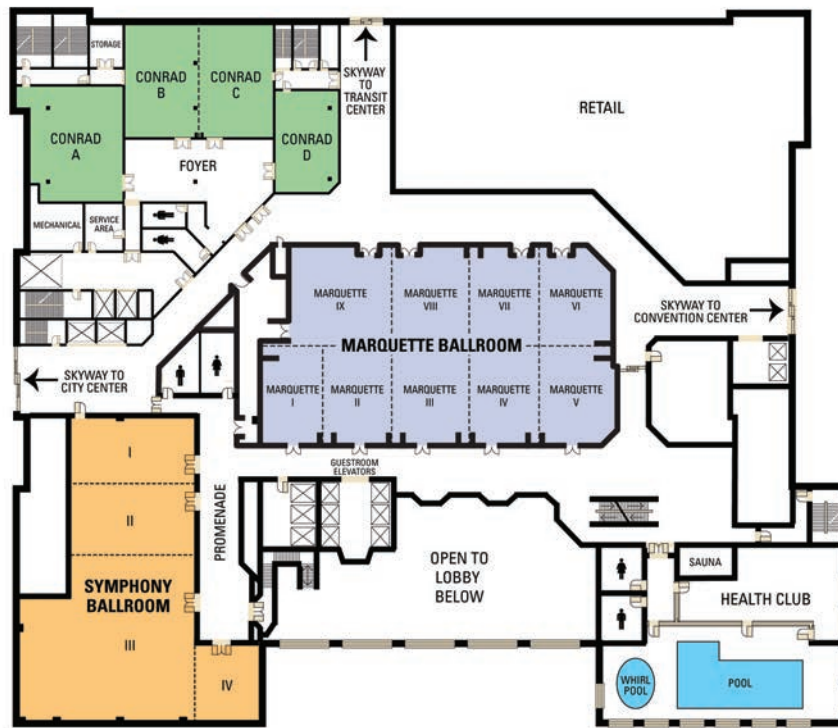 STORAGE
CONRAD
B
CONRAD
C
SKYWAY
TO
TRANSIT
CENTER
RETAIL
CONRAD
A
CONRAD
D
FOYER
MECHANICAL
SERVICE
AREA
MARQUETTE
IX
MARQUETTE
VIII
MARQUETTE
VII
MARQUETTE
VI
SKYWAY TO
CONVENTION CENTER
MARQUETTE BALLROOM
SKYWAY TO
CITY CENTER
MARQUETTE
I
MARQUETTE
II
MARQUETTE
III
MARQUETTE
IV
MARQUETTE
V
I
GUESTROOM
ELEVATORS
II
PROMENADE
SYMPHONY
BALLROOM
OPEN TO
LOBBY
BELOW
SAUNA
HEALTH CLUB
III
IV
WHIRL
POOL
POOL